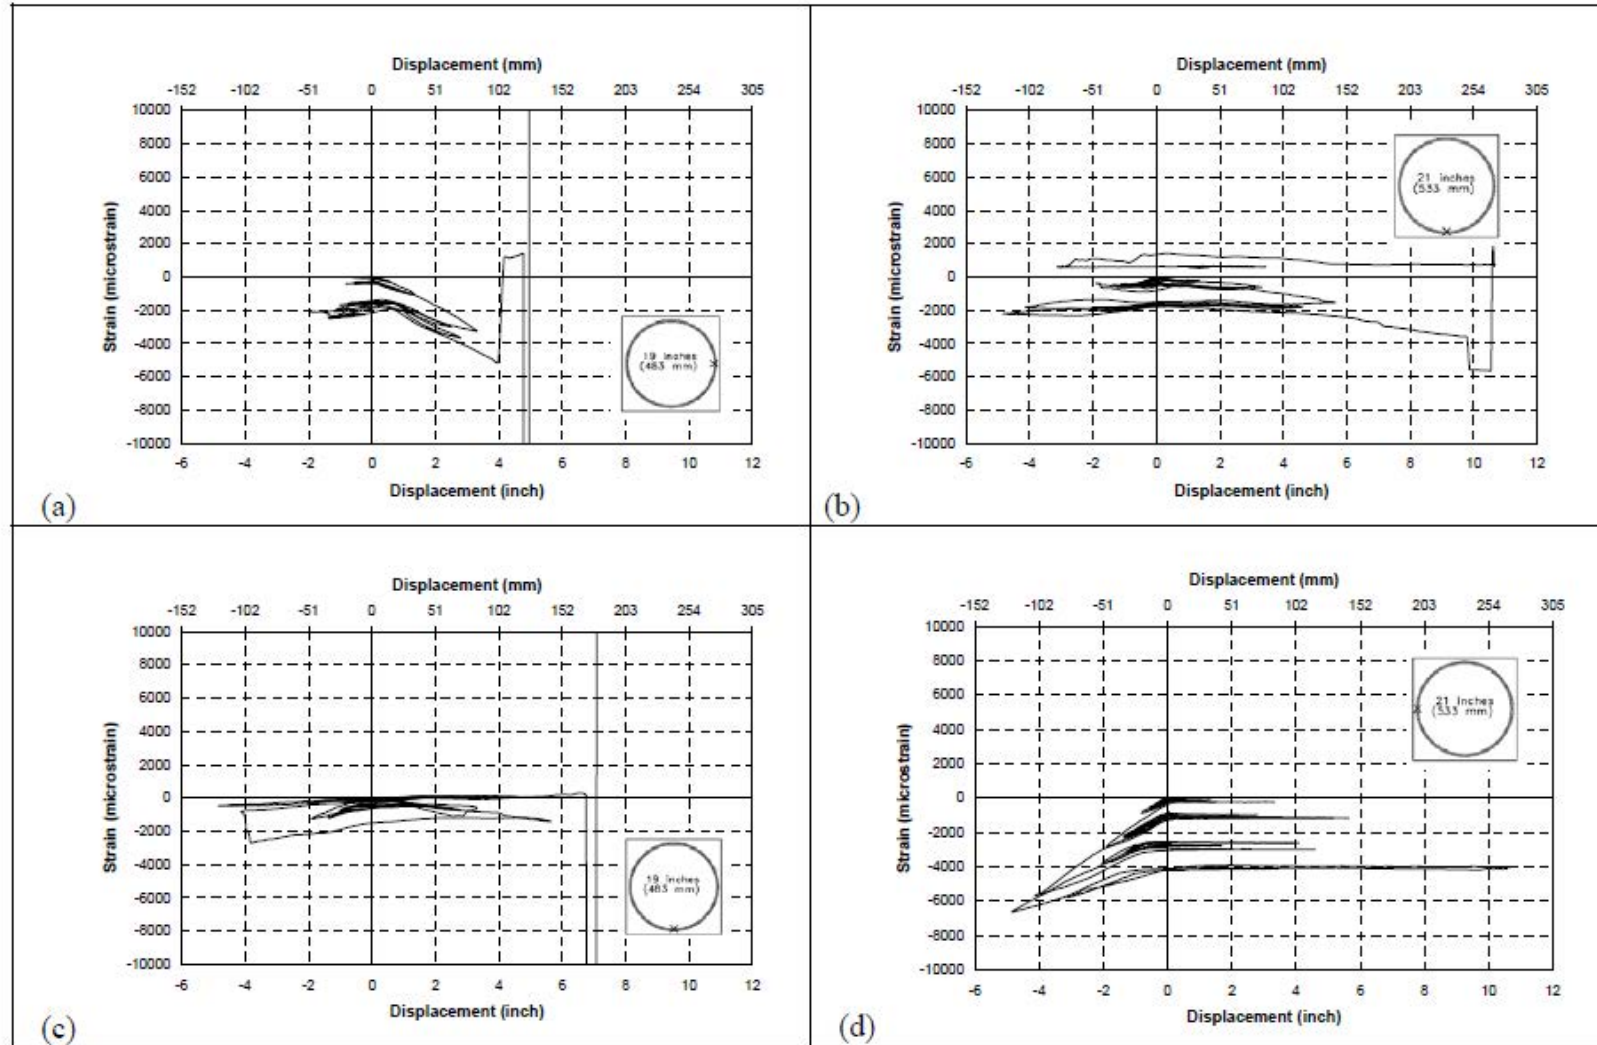 Displacement (mm)
-152 -102 -51 0 51 102 152 203 254 305
10000
8000
6000
4000
2000
0
-2000
-4000
-6000
-8000
-10000
Strain (microstrain)
19 inches
(483 mm)
-6 -4 -2 0 2 4 6 8 10 12
Displacement (inch)
(a)
Displacement (mm)
-152 -102 -51 0 51 102 152 203 254 305
10000
8000
6000
4000
2000
0
-2000
-4000
-6000
-8000
-10000
Strain (microstrain)
21 inches
(533 mm)
-6 -4 -2 0 2 4 6 8 10 12
Displacement (inch)
(b)
Displacement (mm)
-152 -102 -51 0 51 102 152 203 254 305
10000
8000
6000
4000
2000
0
-2000
-4000
-6000
-8000
-10000
Strain (microstrain)
19 inches
(483 mm)
-6 -4 -2 0 2 4 6 8 10 12
Displacement (inch)
(c)
Displacement (mm)
-152 -102 -51 0 51 102 152 203 254 305
10000
8000
6000
4000
2000
0
-2000
-4000
-6000
-8000
-10000
Strain (microstrain)
21 inches
(533 mm)
-6 -4 -2 0 2 4 6 8 10 12
Displacement (inch)
(d)